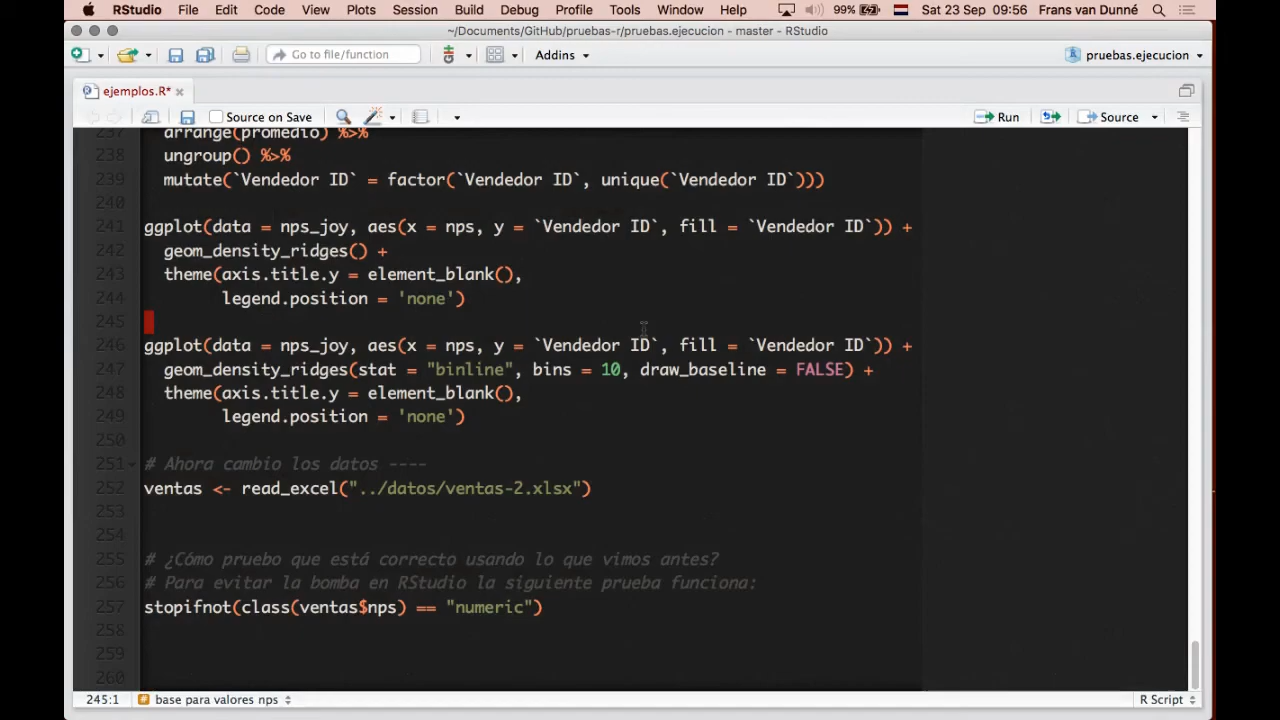 RStudio File Edit Code View Plots Session Build Debug Profile Tools Window Help 99% Sat 23 Sep 09:56 Frans van Dunné
~/Documents/GitHub/pruebas-r/pruebas.ejecucion - master - RStudio
Go to file/function Addins pruebas.ejecucion
ejemplos.R*
Source on Save Run Source
237 arrange(promedio) %>%
238 ungroup() %>%
239 mutate(`Vendedor ID` = factor(`Vendedor ID`, unique(`Vendedor ID`)))
240
241 ggplot(data = nps_joy, aes(x = nps, y = `Vendedor ID`, fill = `Vendedor ID`)) +
242 geom_density_ridges() +
243 theme(axis.title.y = element_blank(),
244 legend.position = 'none')
245
246 ggplot(data = nps_joy, aes(x = nps, y = `Vendedor ID`, fill = `Vendedor ID`)) +
247 geom_density_ridges(stat = "binline", bins = 10, draw_baseline = FALSE) +
248 theme(axis.title.y = element_blank(),
249 legend.position = 'none')
250
251 # Ahora cambio los datos ----
252 ventas <- read_excel("../datos/ventas-2.xlsx")
253
254
255 # ¿Cómo pruebo que está correcto usando lo que vimos antes?
256 # Para evitar la bomba en RStudio la siguiente prueba funciona:
257 stopifnot(class(ventas$nps) == "numeric")
258
259
260
245:1 # base para valores nps R Script